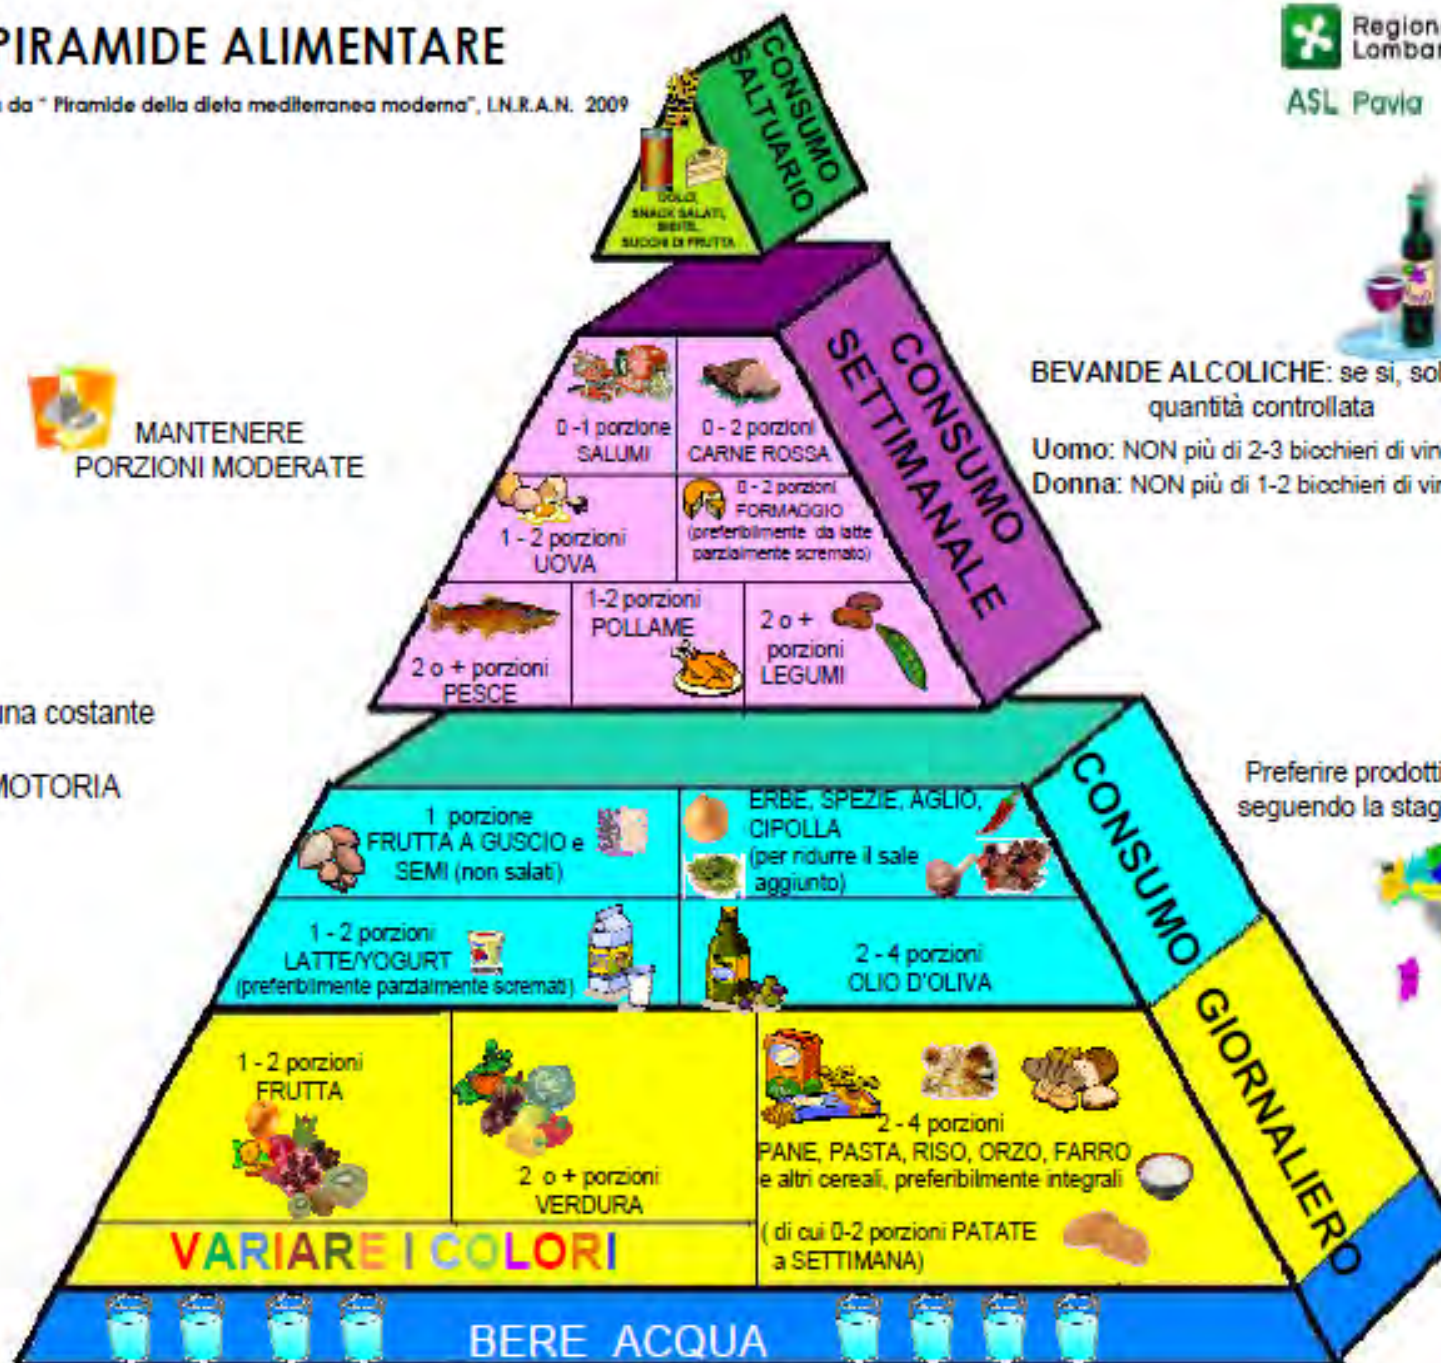 PIRAMIDE ALIMENTARE
da " Piramide della dieta mediterranea moderna", I.N.R.A.N. 2009
Region
Lombar
ASL Pavia
CONSUMO
SALTUARIO
DOLCI,
SNACK SALATI,
BIBITE,
SUCCHI DI FRUTTA
CONSUMO
SETTIMANALE
0 -1 porzione
SALUMI
0 - 2 porzioni
CARNE ROSSA
1 - 2 porzioni
UOVA
0 - 2 porzioni
FORMAGGIO
(preferibilmente da latte
parzialmente scremato)
2 o + porzioni
PESCE
1-2 porzioni
POLLAME
2 o +
porzioni
LEGUMI
MANTENERE
PORZIONI MODERATE
BEVANDE ALCOLICHE: se si, sol
quantità controllata
Uomo: NON più di 2-3 bicchieri di vin
Donna: NON più di 1-2 bicchieri di vin
una costante
MOTORIA
Preferire prodotti
seguendo la stag
CONSUMO
GIORNALIERO
1 porzione
FRUTTA A GUSCIO e
SEMI (non salati)
ERBE, SPEZIE, AGLIO,
CIPOLLA
(per ridurre il sale
aggiunto)
1 - 2 porzioni
LATTE/YOGURT
(preferibilmente parzialmente scremati)
2 - 4 porzioni
OLIO D'OLIVA
1 - 2 porzioni
FRUTTA
2 o + porzioni
VERDURA
2 - 4 porzioni
PANE, PASTA, RISO, ORZO, FARRO
e altri cereali, preferibilmente integrali
( di cui 0-2 porzioni PATATE
a SETTIMANA)
VARIARE I COLORI
BERE ACQUA